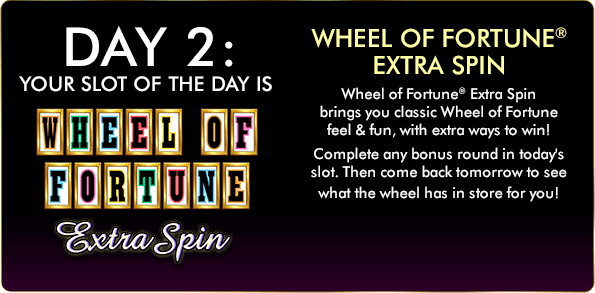 DAY 2:
YOUR SLOT OF THE DAY IS
WHEEL OF
FORTUNE
Extra Spin
WHEEL OF FORTUNE®
EXTRA SPIN
Wheel of Fortune® Extra Spin
brings you classic Wheel of Fortune
feel & fun, with extra ways to win!
Complete any bonus round in today's
slot. Then come back tomorrow to see
what the wheel has in store for you!